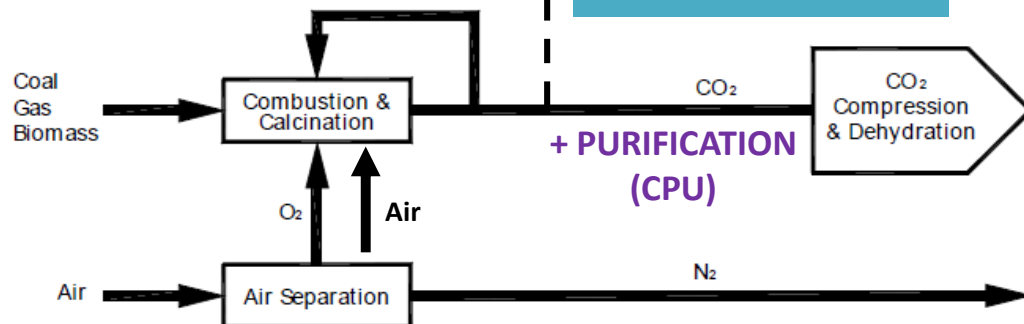 Coal
Gas
Biomass
Combustion &
Calcination
CO₂
CO₂
Compression
& Dehydration
+ PURIFICATION
(CPU)
O₂
Air
Air
Air Separation
N₂